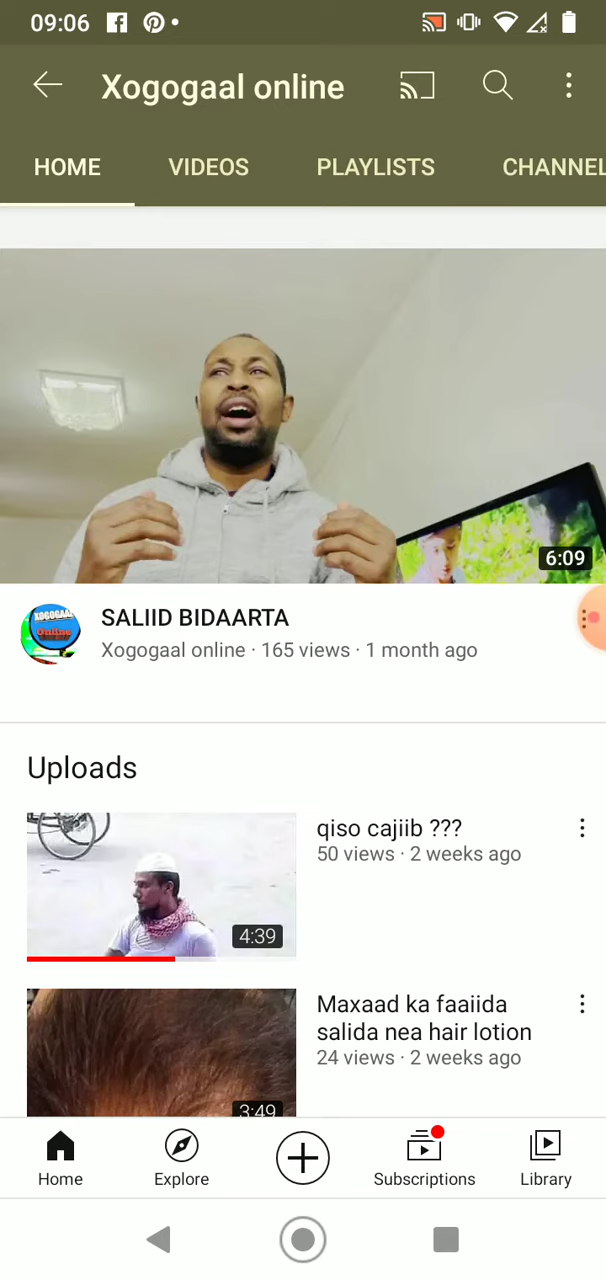 09:06
Xogogaal online
HOME VIDEOS PLAYLISTS CHANNEL
6:09
XOGOGAAL
Online
SALIID BIDAARTA
Xogogaal online · 165 views · 1 month ago
Uploads
qiso cajiib ???
50 views · 2 weeks ago
4:39
Maxaad ka faaiida
salida nea hair lotion
24 views · 2 weeks ago
3:49
Home Explore Subscriptions Library